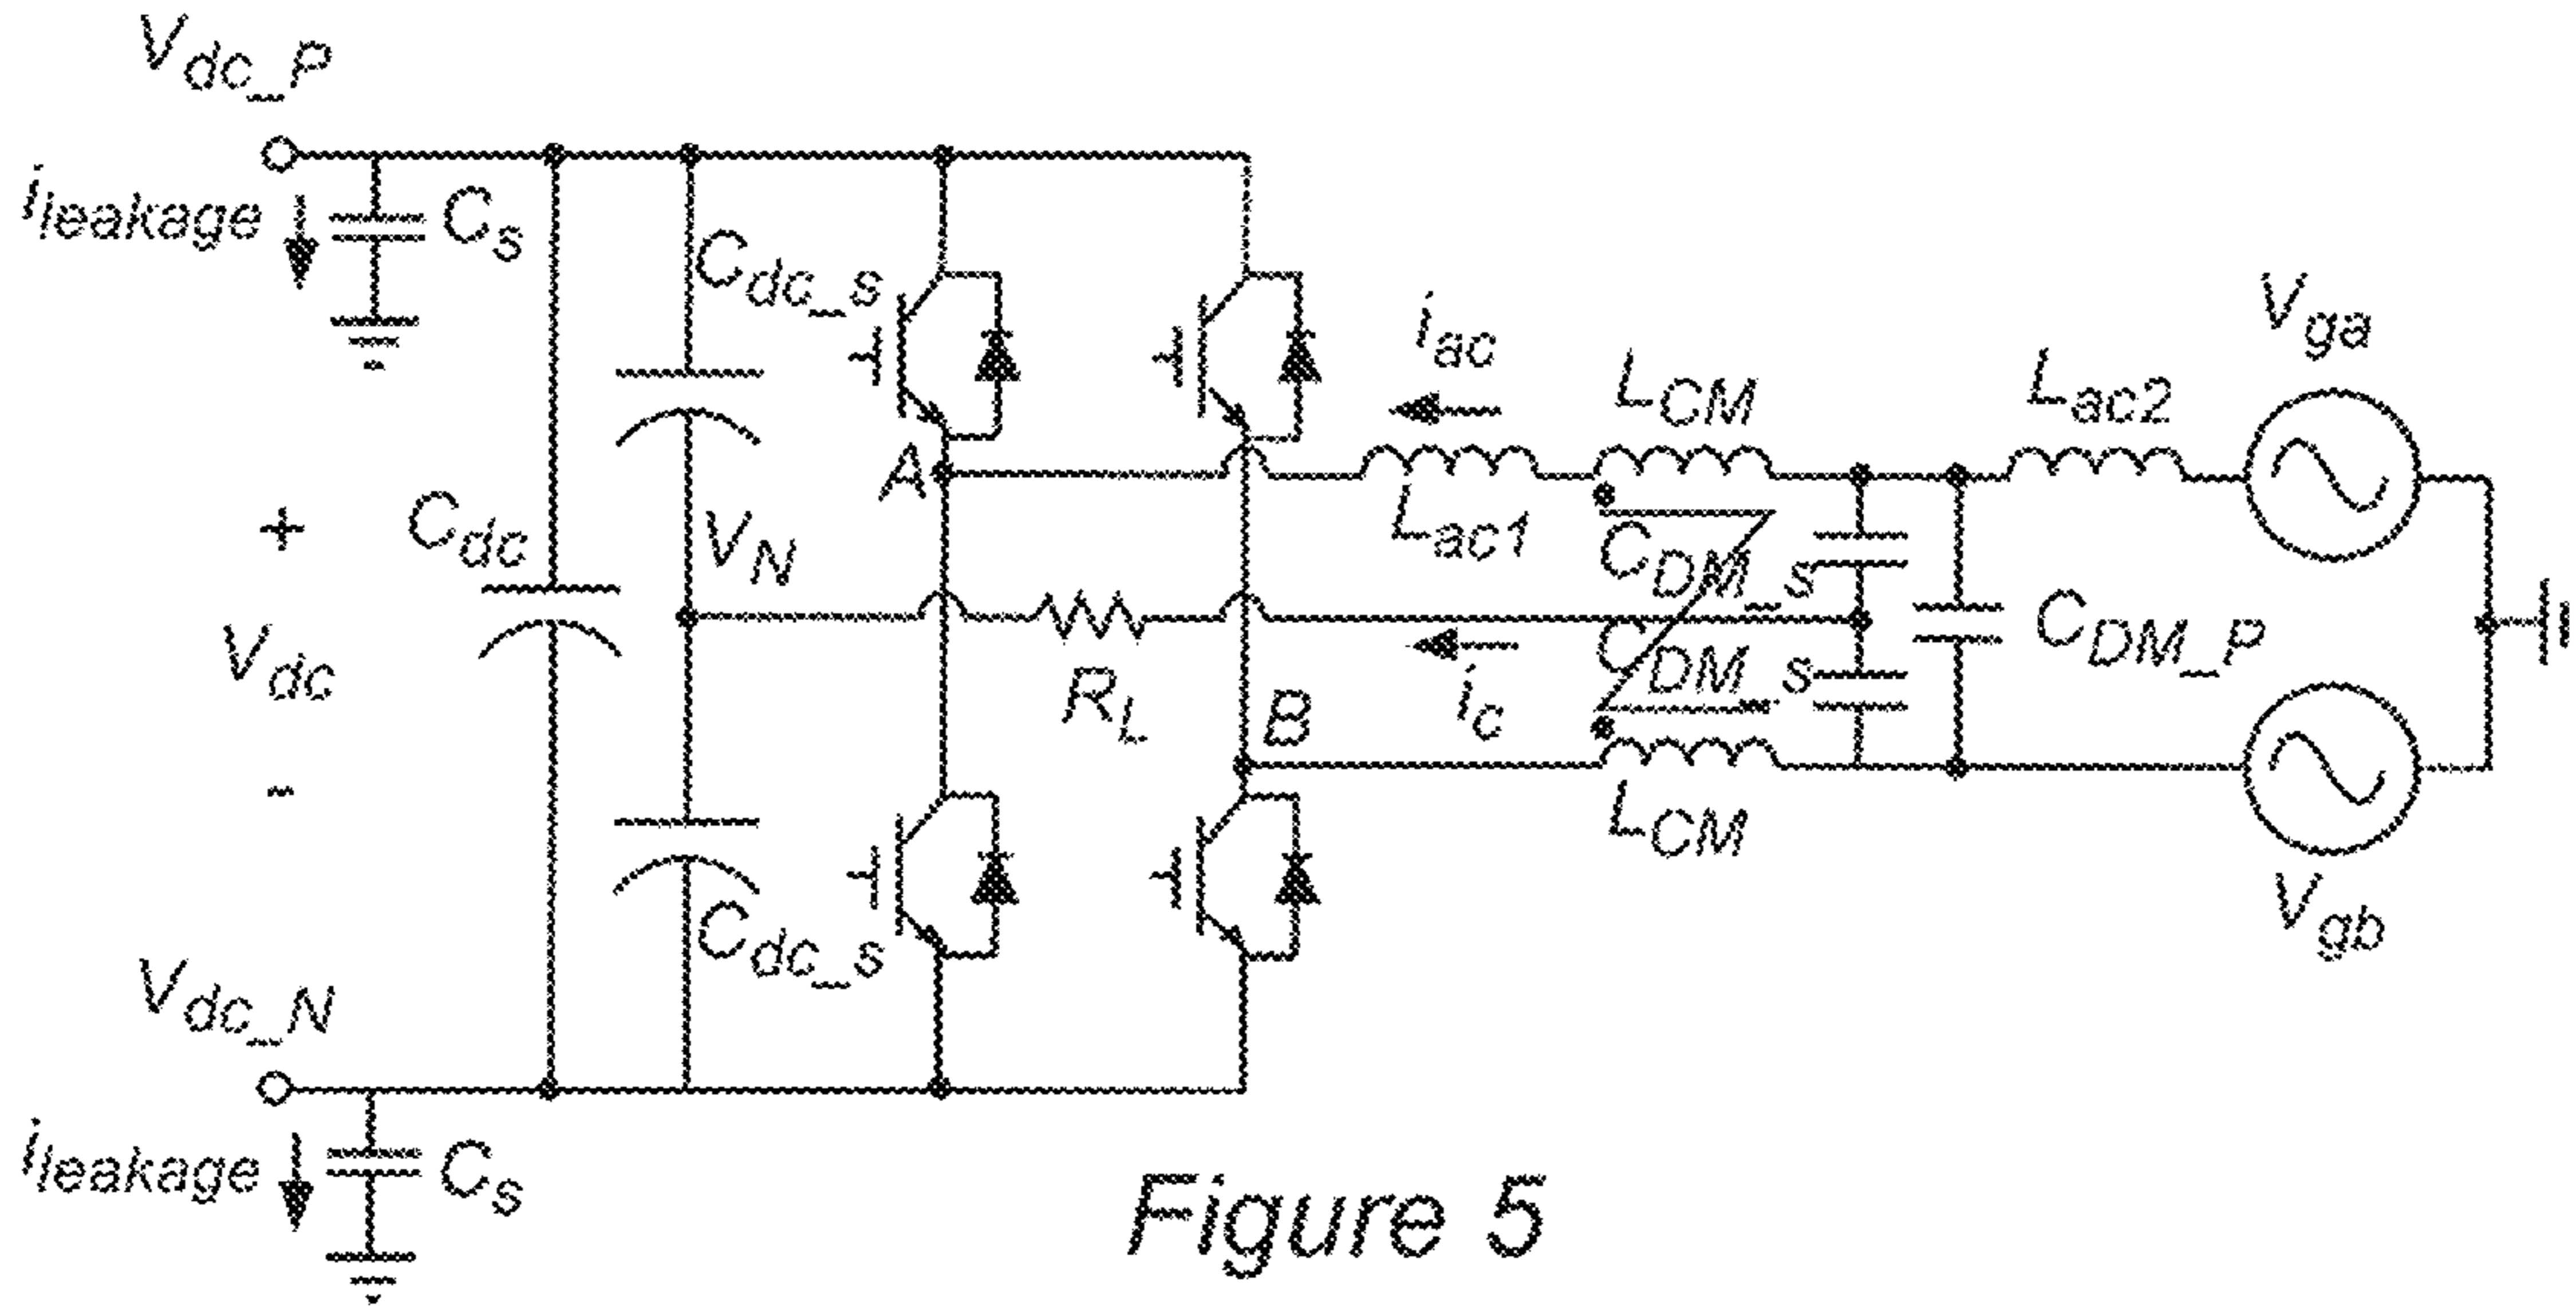 Vdc_P
ileakage
Cs
Cdc_s
iac
LCM
Lac2
Vga
A
Lac1
CDM_s
Cdc
VN
+
Vdc
-
RL
ic
CDM_s
CDM_P
B
LCM
Vgb
Cdc_s
Vdc_N
ileakage
Cs
Figure 5